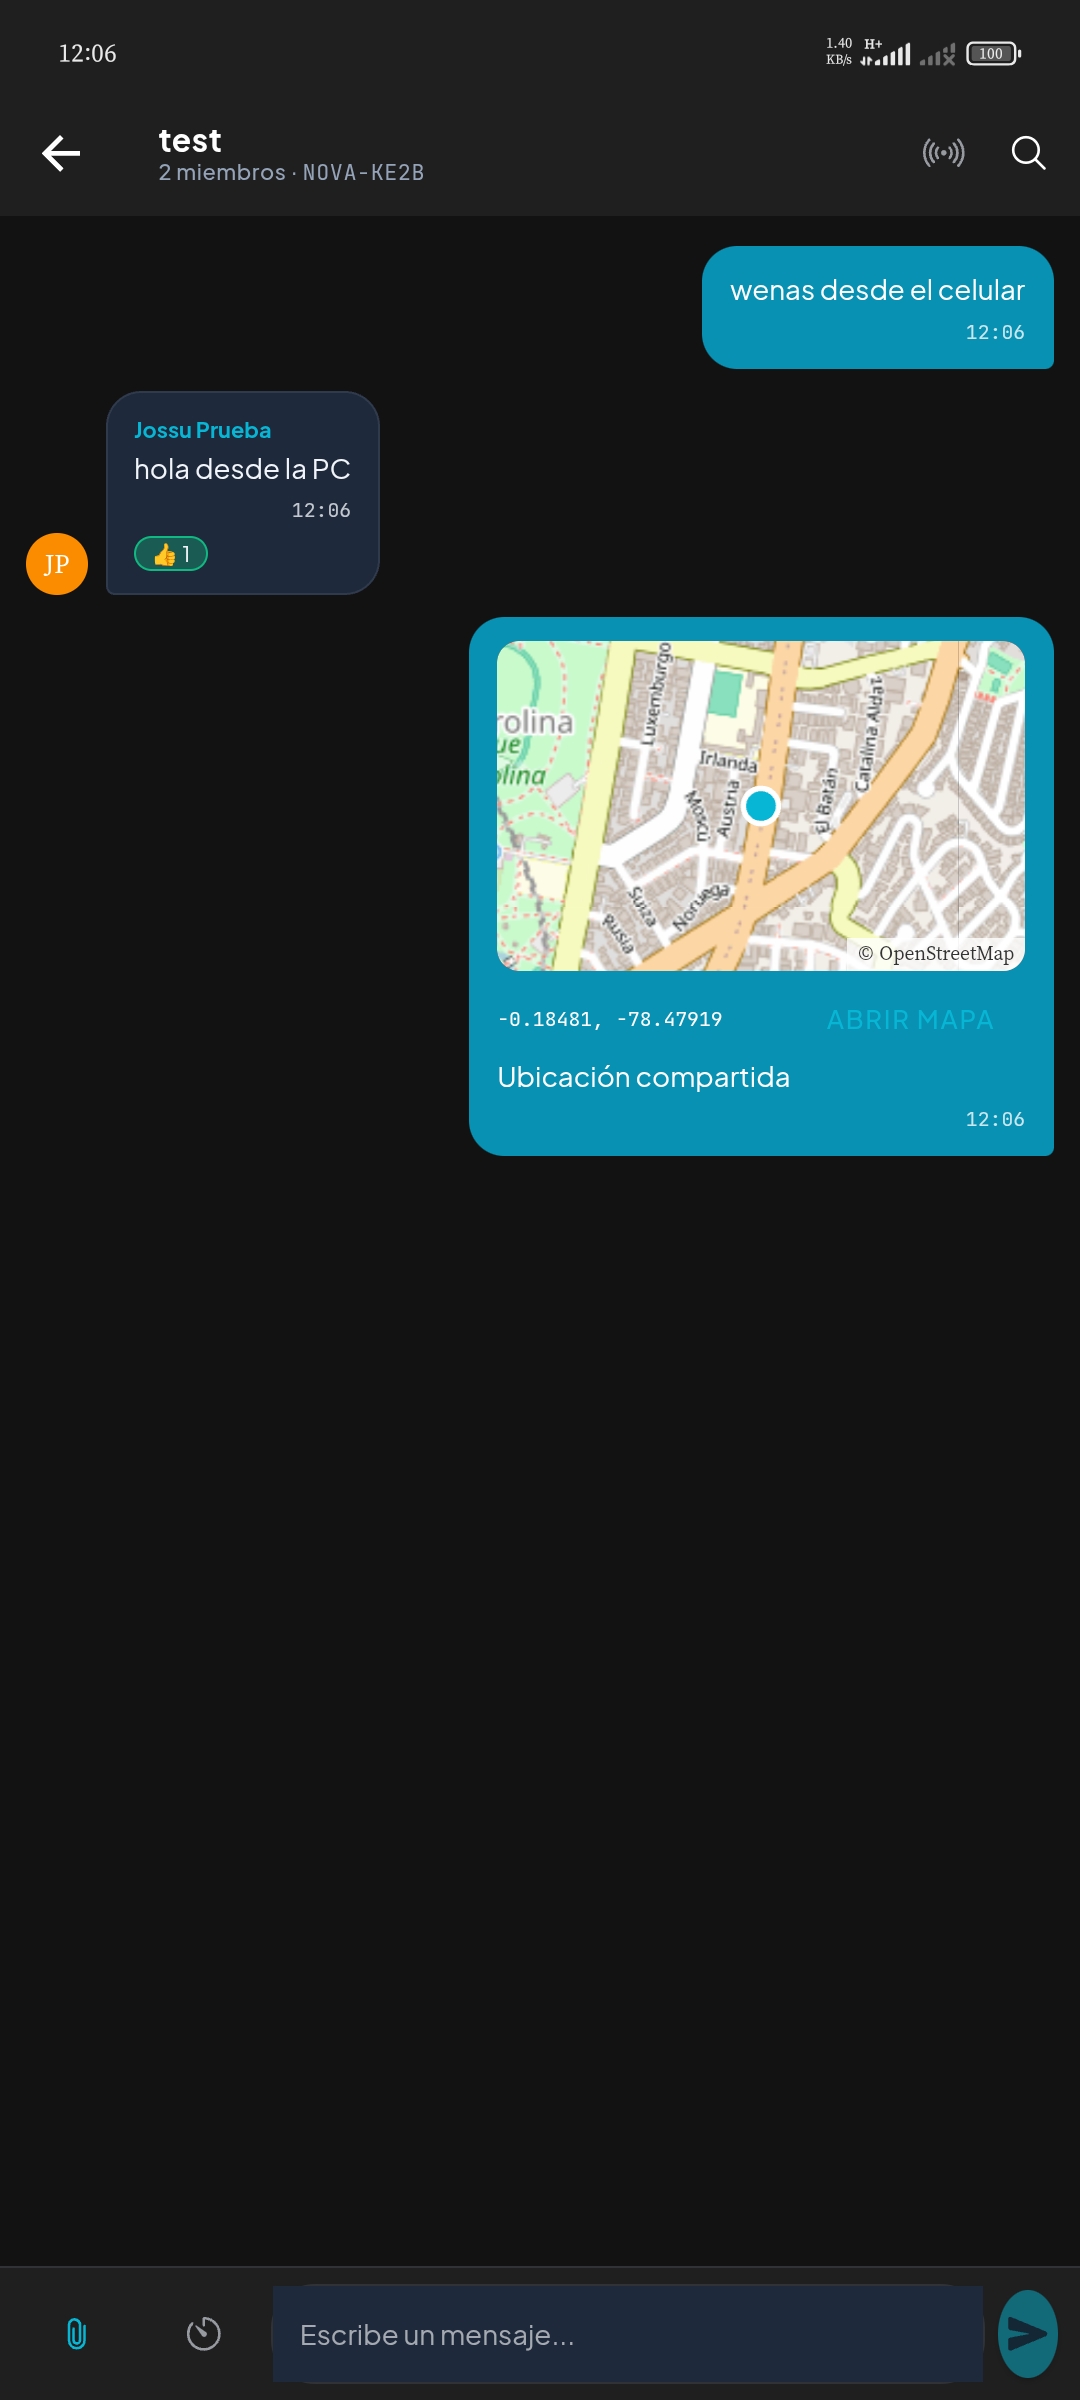 12:06
1.40 KB/s H+ 100
test
2 miembros · NOVA-KE2B
wenas desde el celular
12:06
Jossu Prueba
hola desde la PC
12:06
👍 1
JP
Luxemburgo
rolina
ue
olina
Irlanda
Catalina Aldaz
Moscú
Austria
El Batán
Suiza
Noruega
Rusia
© OpenStreetMap
-0.18481, -78.47919
ABRIR MAPA
Ubicación compartida
12:06
Escribe un mensaje...